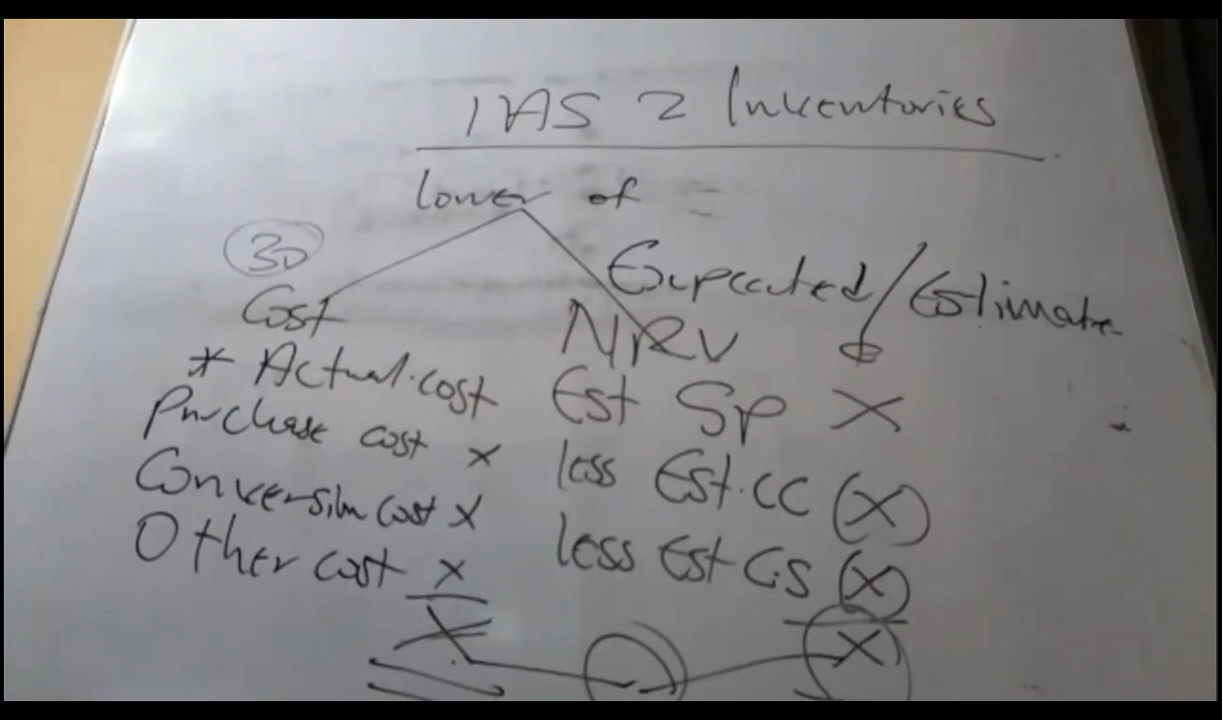 IAS 2 Inventories
lower of
30
Cost
Expected/Estimate
NRV
* Actual cost
Est SP X
Purchase cost x
less Est. CC (X)
Conversion cost x
less Est CS (X)
Other cost x
X
X